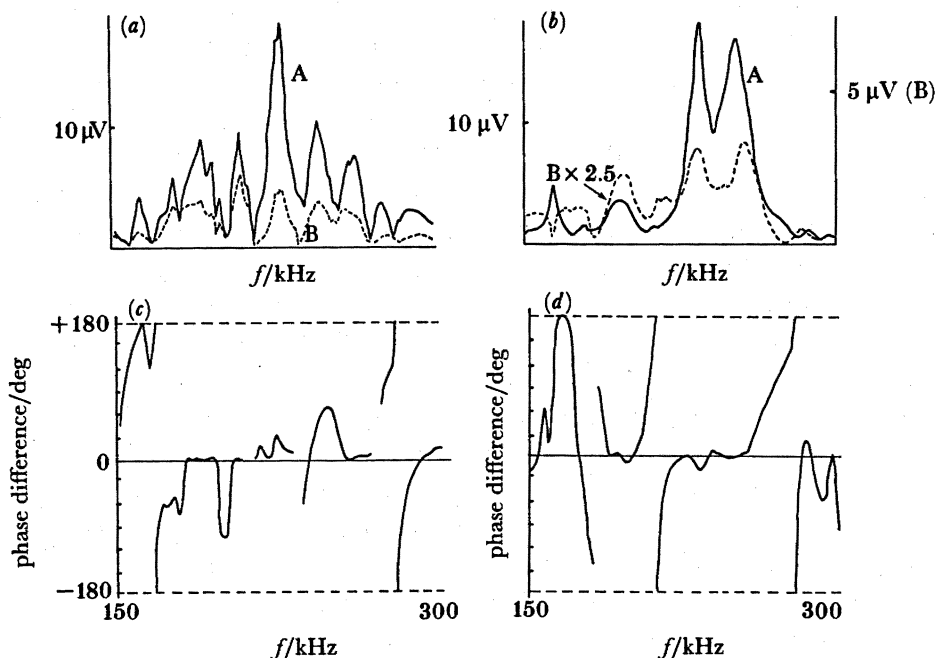 (a)
10 μV
A
B
f/kHz
(b)
10 μV
A
B × 2.5
5 μV (B)
f/kHz
(c)
+180
0
−180
phase difference/deg
150
300
f/kHz
(d)
phase difference/deg
150
300
f/kHz